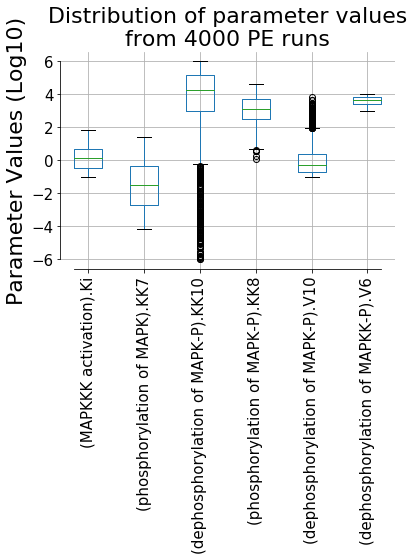 Distribution of parameter values
from 4000 PE runs
Parameter Values (Log10)
6
4
2
0
−2
−4
−6
(MAPKKK activation).Ki
(phosphorylation of MAPK).KK7
(dephosphorylation of MAPK-P).KK10
(phosphorylation of MAPK-P).KK8
(dephosphorylation of MAPK-P).V10
(dephosphorylation of MAPKK-P).V6